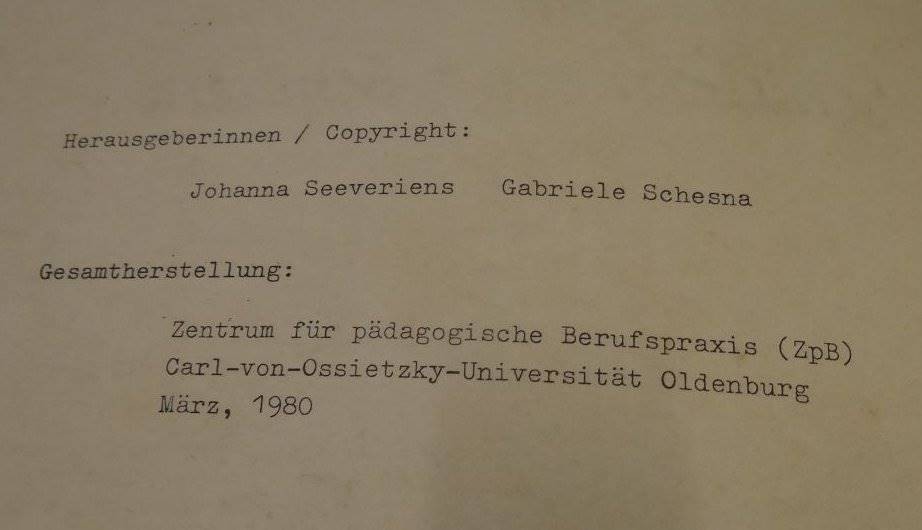 Herausgeberinnen / Copyright:
Johanna Seeveriens Gabriele Schesna
Gesamtherstellung:
Zentrum für pädagogische Berufspraxis (ZpB)
Carl-von-Ossietzky-Universität Oldenburg
März, 1980